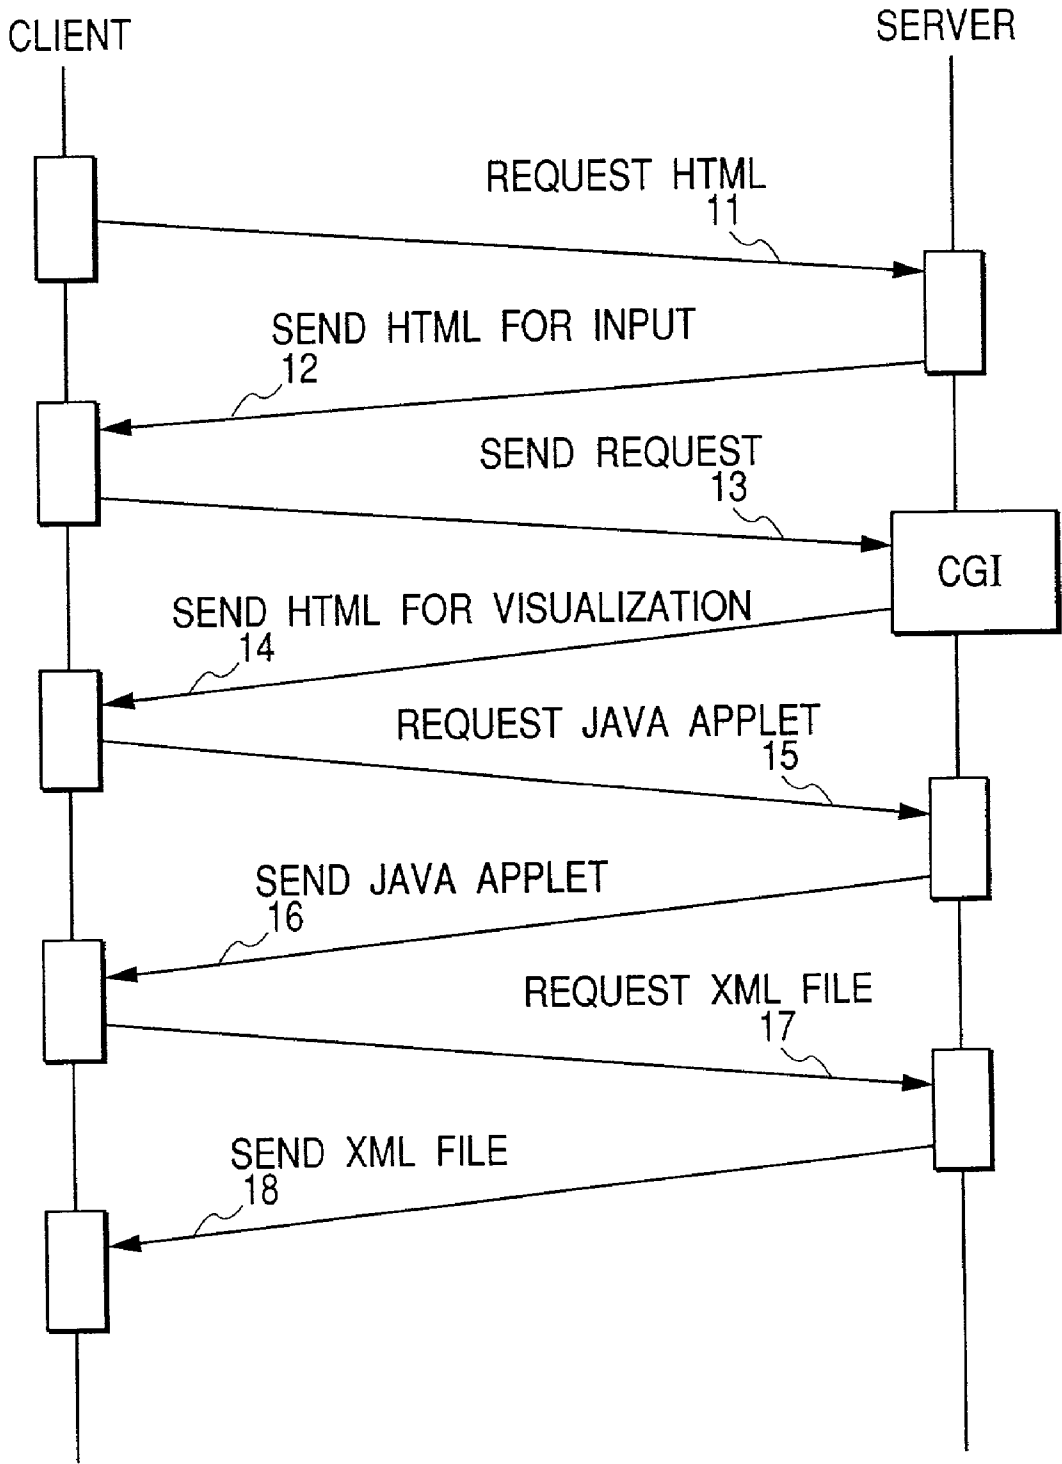 CLIENT
SERVER
REQUEST HTML
11
SEND HTML FOR INPUT
12
SEND REQUEST
13
CGI
SEND HTML FOR VISUALIZATION
14
REQUEST JAVA APPLET
15
SEND JAVA APPLET
16
REQUEST XML FILE
17
SEND XML FILE
18